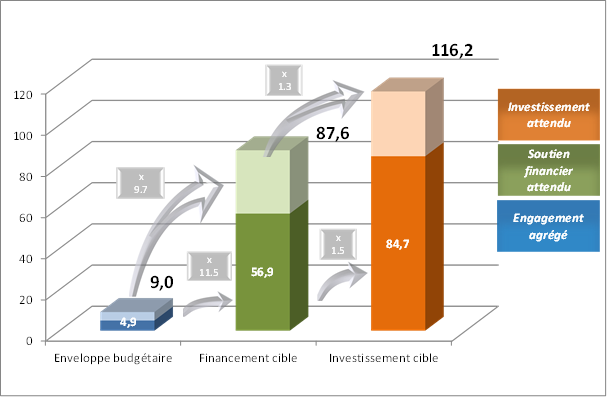 116,2
x
1.3
120
87,6
Investissement
attendu
100
Soutien
financier
attendu
80
x
9.7
60
Engagement
agrégé
x
11.5
x
1.5
56,9
84,7
40
9,0
20
4,9
0
Enveloppe budgétaire
Financement cible
Investissement cible